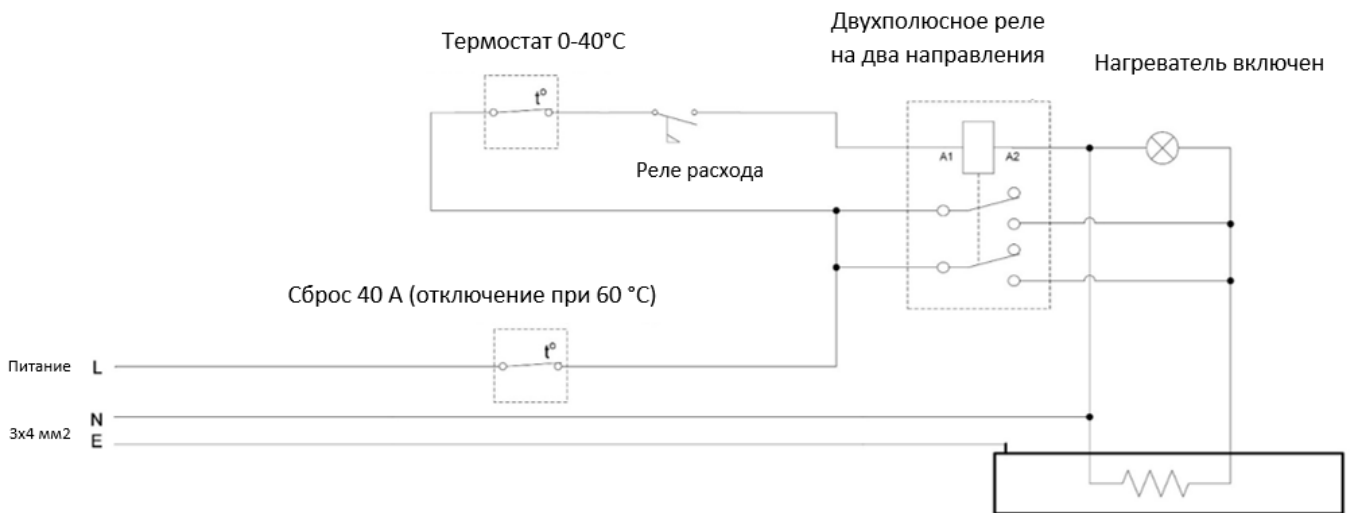 Двухполюсное реле
на два направления
Термостат 0-40°C
Нагреватель включен
t°
A1
A2
Реле расхода
Сброс 40 А (отключение при 60 °C)
t°
Питание L
N
3х4 мм2
E